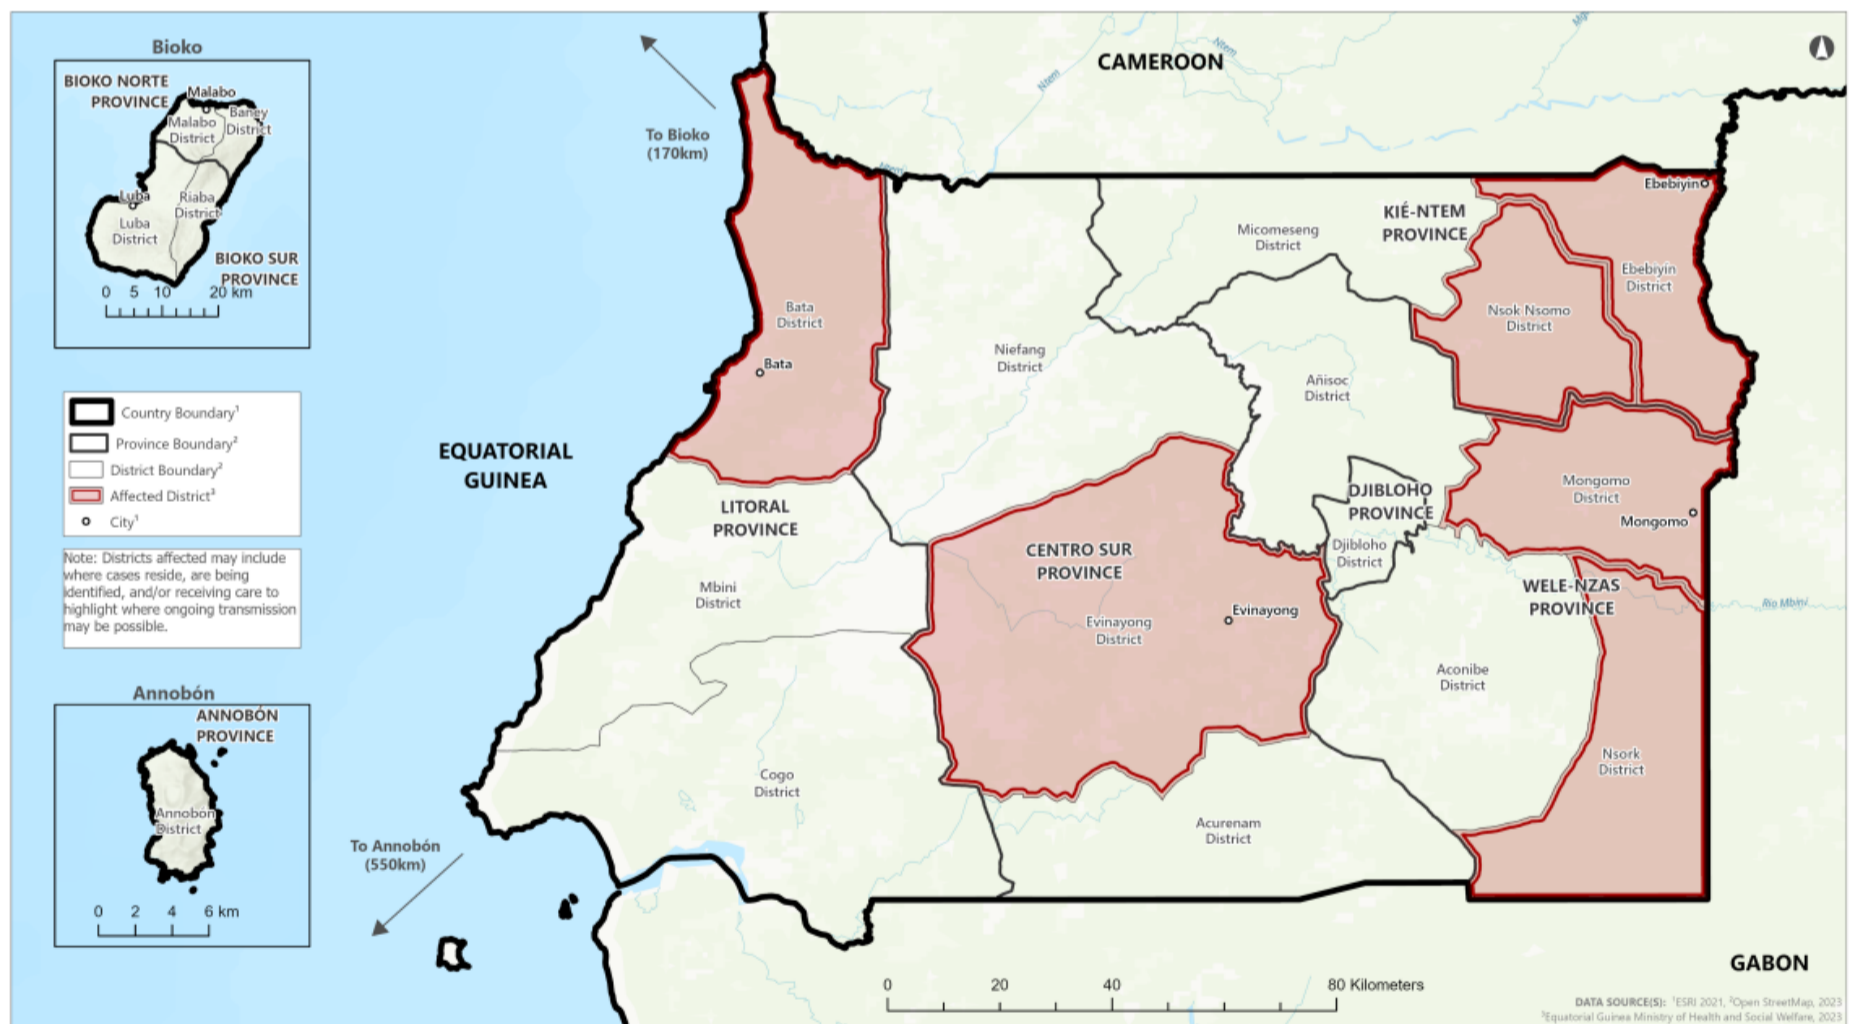 Bioko
BIOKO NORTE
PROVINCE
Malabo
Malabo
District
Baney
District
Luba
Luba
District
Riaba
District
BIOKO SUR
PROVINCE
0 5 10 20 km
Country Boundary¹
Province Boundary²
District Boundary²
Affected District³
City¹
Note: Districts affected may include
where cases reside, are being
identified, and/or receiving care to
highlight where ongoing transmission
may be possible.
Annobón
ANNOBÓN
PROVINCE
Annobón
District
0 2 4 6 km
To Bioko
(170km)
To Annobón
(550km)
EQUATORIAL
GUINEA
CAMEROON
Ntem
Ntem
Bata
District
Bata
LITORAL
PROVINCE
Mbini
District
Cogo
District
Niefang
District
Micomeseng
District
KIÉ-NTEM
PROVINCE
Ebebiyin
Ebebiyin
District
Nsok Nsomo
District
Añisoc
District
DJIBLOHO
PROVINCE
Djibloho
District
Mongomo
District
Mongomo
CENTRO SUR
PROVINCE
Evinayong
District
Evinayong
WELE-NZAS
PROVINCE
Rio Mbini
Aconibe
District
Nsork
District
Acurenam
District
GABON
0 20 40 80 Kilometers
DATA SOURCE(S): ¹ESRI 2021, ²Open StreetMap, 2023
³Equatorial Guinea Ministry of Health and Social Welfare, 2023